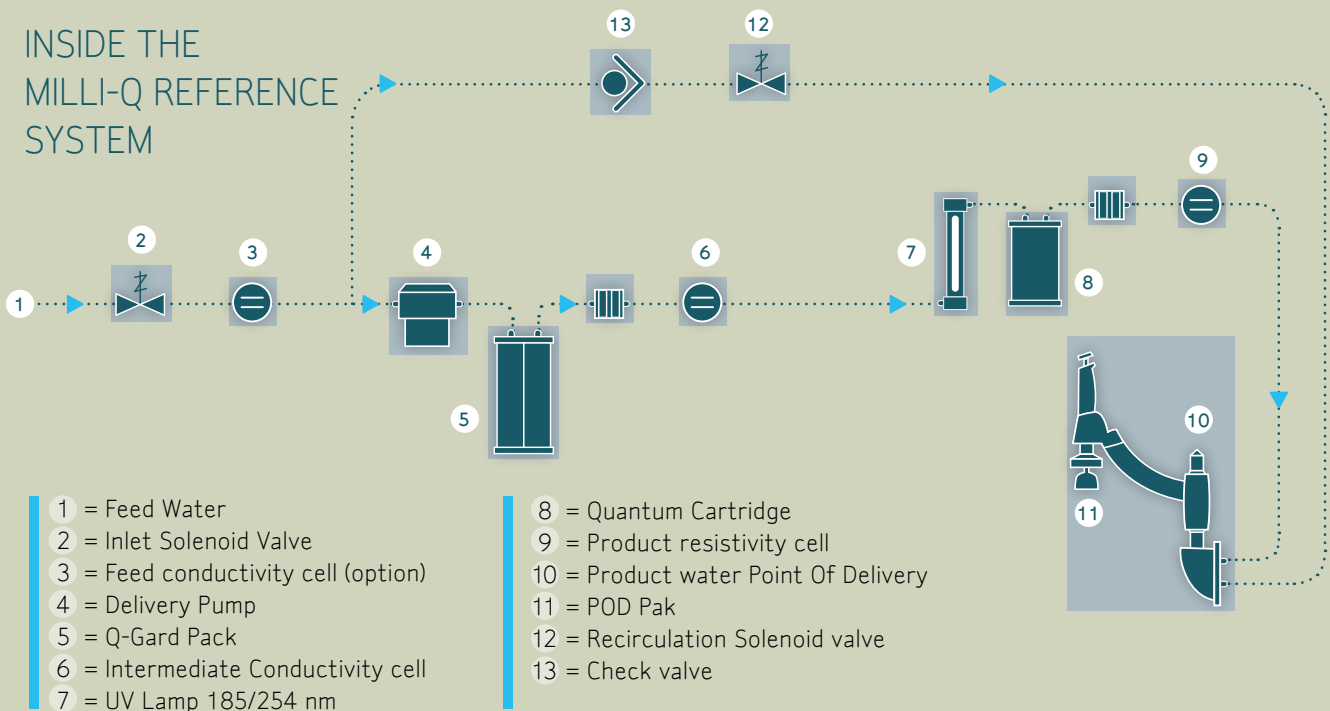 INSIDE THE
MILLI-Q REFERENCE
SYSTEM
13
12
9
2
3
4
6
7
8
1
5
10
11
1 = Feed Water
2 = Inlet Solenoid Valve
3 = Feed conductivity cell (option)
4 = Delivery Pump
5 = Q-Gard Pack
6 = Intermediate Conductivity cell
7 = UV Lamp 185/254 nm
8 = Quantum Cartridge
9 = Product resistivity cell
10 = Product water Point Of Delivery
11 = POD Pak
12 = Recirculation Solenoid valve
13 = Check valve